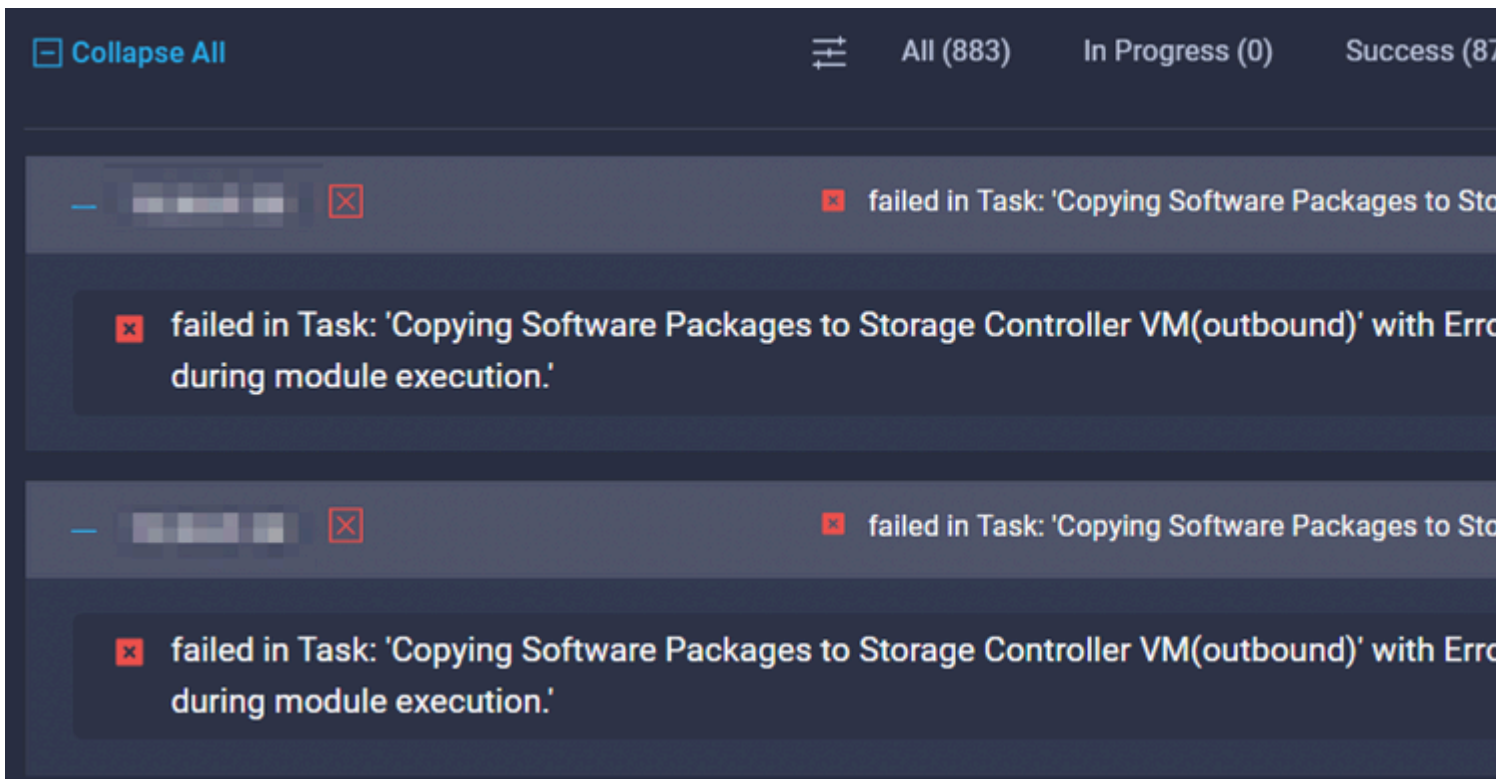 Collapse All All (883) In Progress (0) Success (87
failed in Task: 'Copying Software Packages to Sto
failed in Task: 'Copying Software Packages to Storage Controller VM(outbound)' with Erro
during module execution.'
failed in Task: 'Copying Software Packages to Sto
failed in Task: 'Copying Software Packages to Storage Controller VM(outbound)' with Erro
during module execution.'